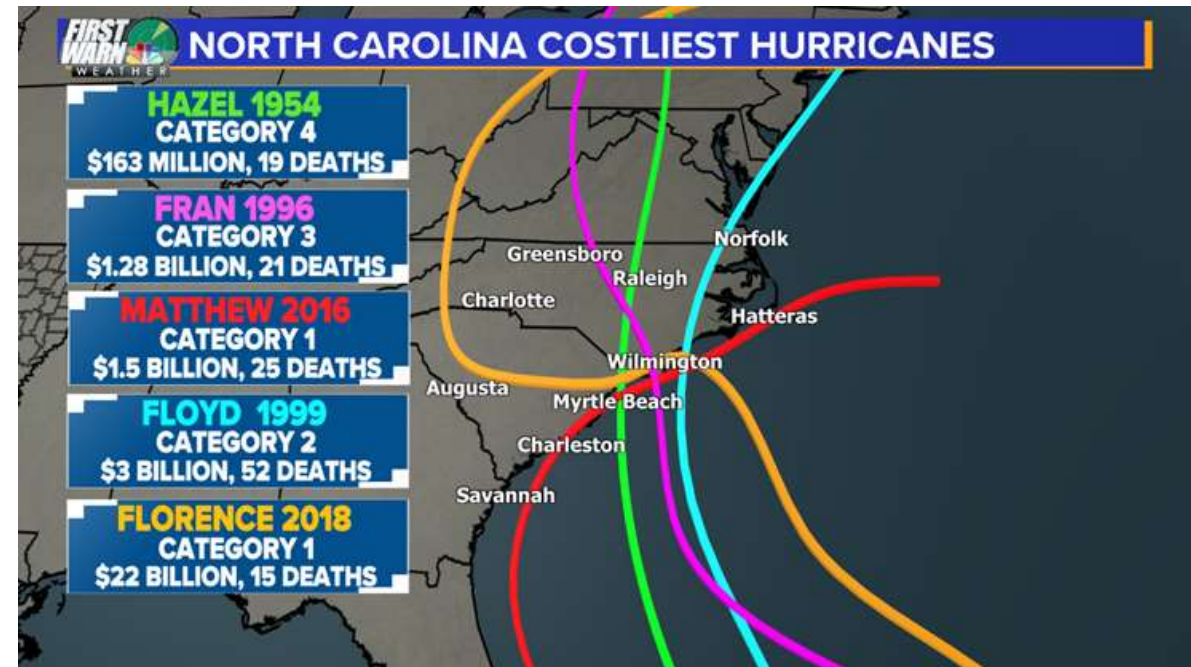 FIRST
WARN
WEATHER
NORTH CAROLINA COSTLIEST HURRICANES
HAZEL 1954
CATEGORY 4
$163 MILLION, 19 DEATHS
FRAN 1996
CATEGORY 3
$1.28 BILLION, 21 DEATHS
MATTHEW 2016
CATEGORY 1
$1.5 BILLION, 25 DEATHS
FLOYD 1999
CATEGORY 2
$3 BILLION, 52 DEATHS
FLORENCE 2018
CATEGORY 1
$22 BILLION, 15 DEATHS
Norfolk
Greensboro
Raleigh
Charlotte
Hatteras
Wilmington
Augusta
Myrtle Beach
Charleston
Savannah